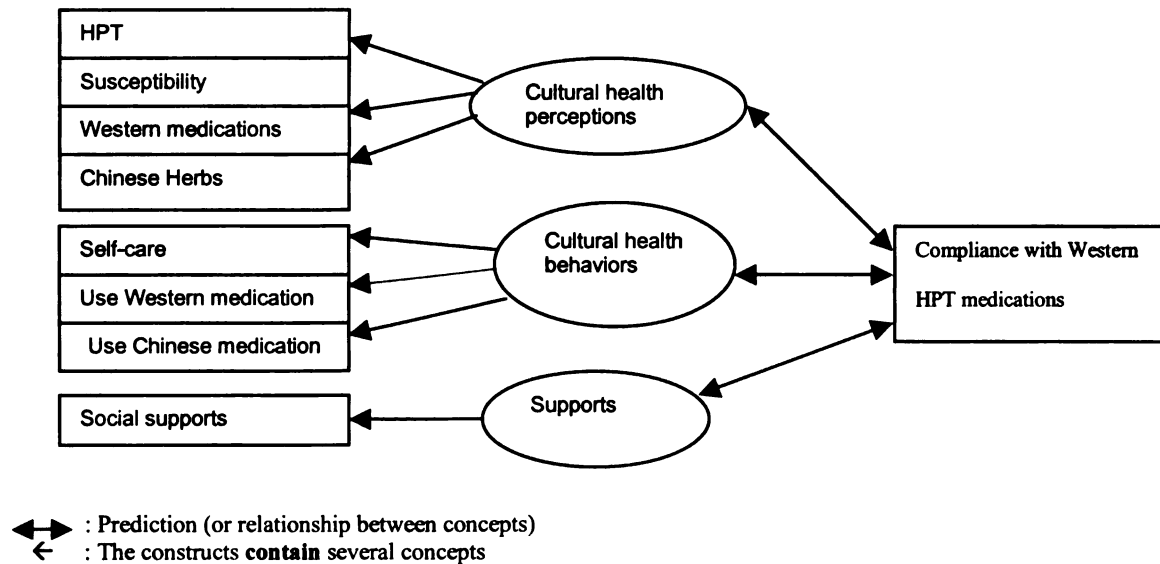 HPT
Susceptibility
Western medications
Chinese Herbs
Cultural health
perceptions
Self-care
Use Western medication
Use Chinese medication
Cultural health
behaviors
Compliance with Western
HPT medications
Social supports
Supports
: Prediction (or relationship between concepts)
: The constructs contain several concepts